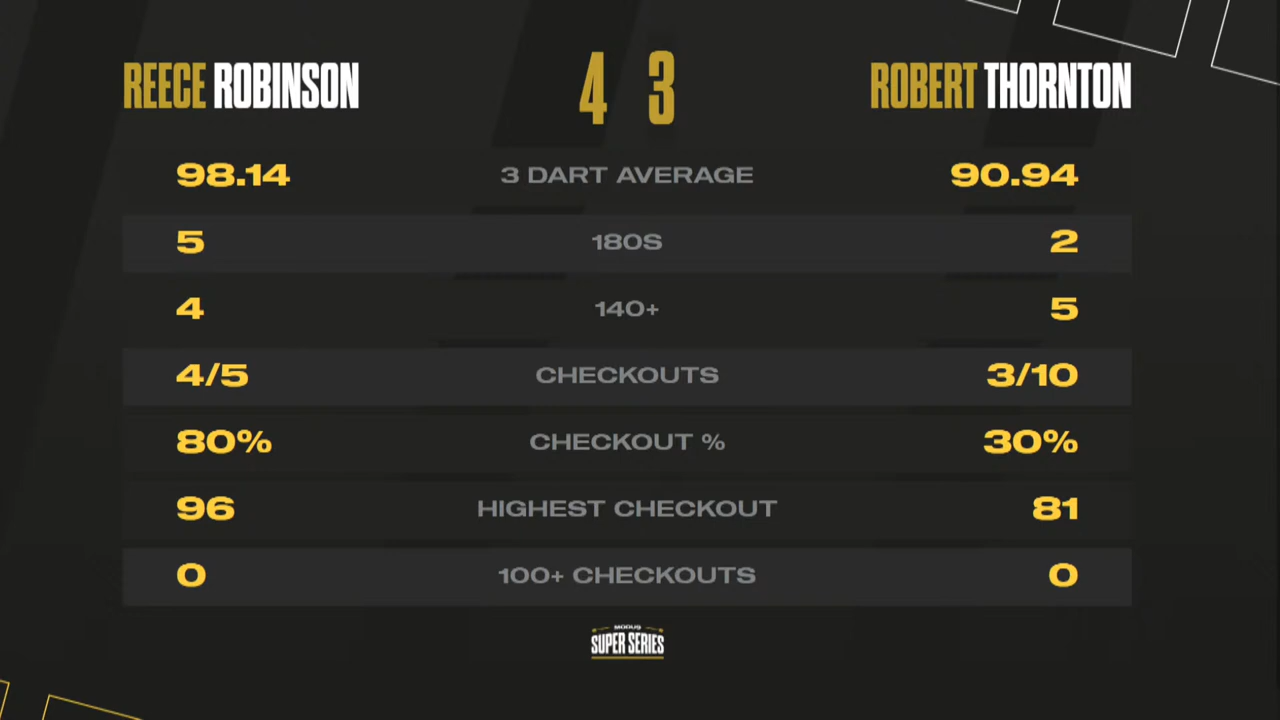 REECE ROBINSON 4 3 ROBERT THORNTON
98.14 3 DART AVERAGE 90.94
5 180S 2
4 140+ 5
4/5 CHECKOUTS 3/10
80% CHECKOUT % 30%
96 HIGHEST CHECKOUT 81
0 100+ CHECKOUTS 0
MODUS
SUPER SERIES